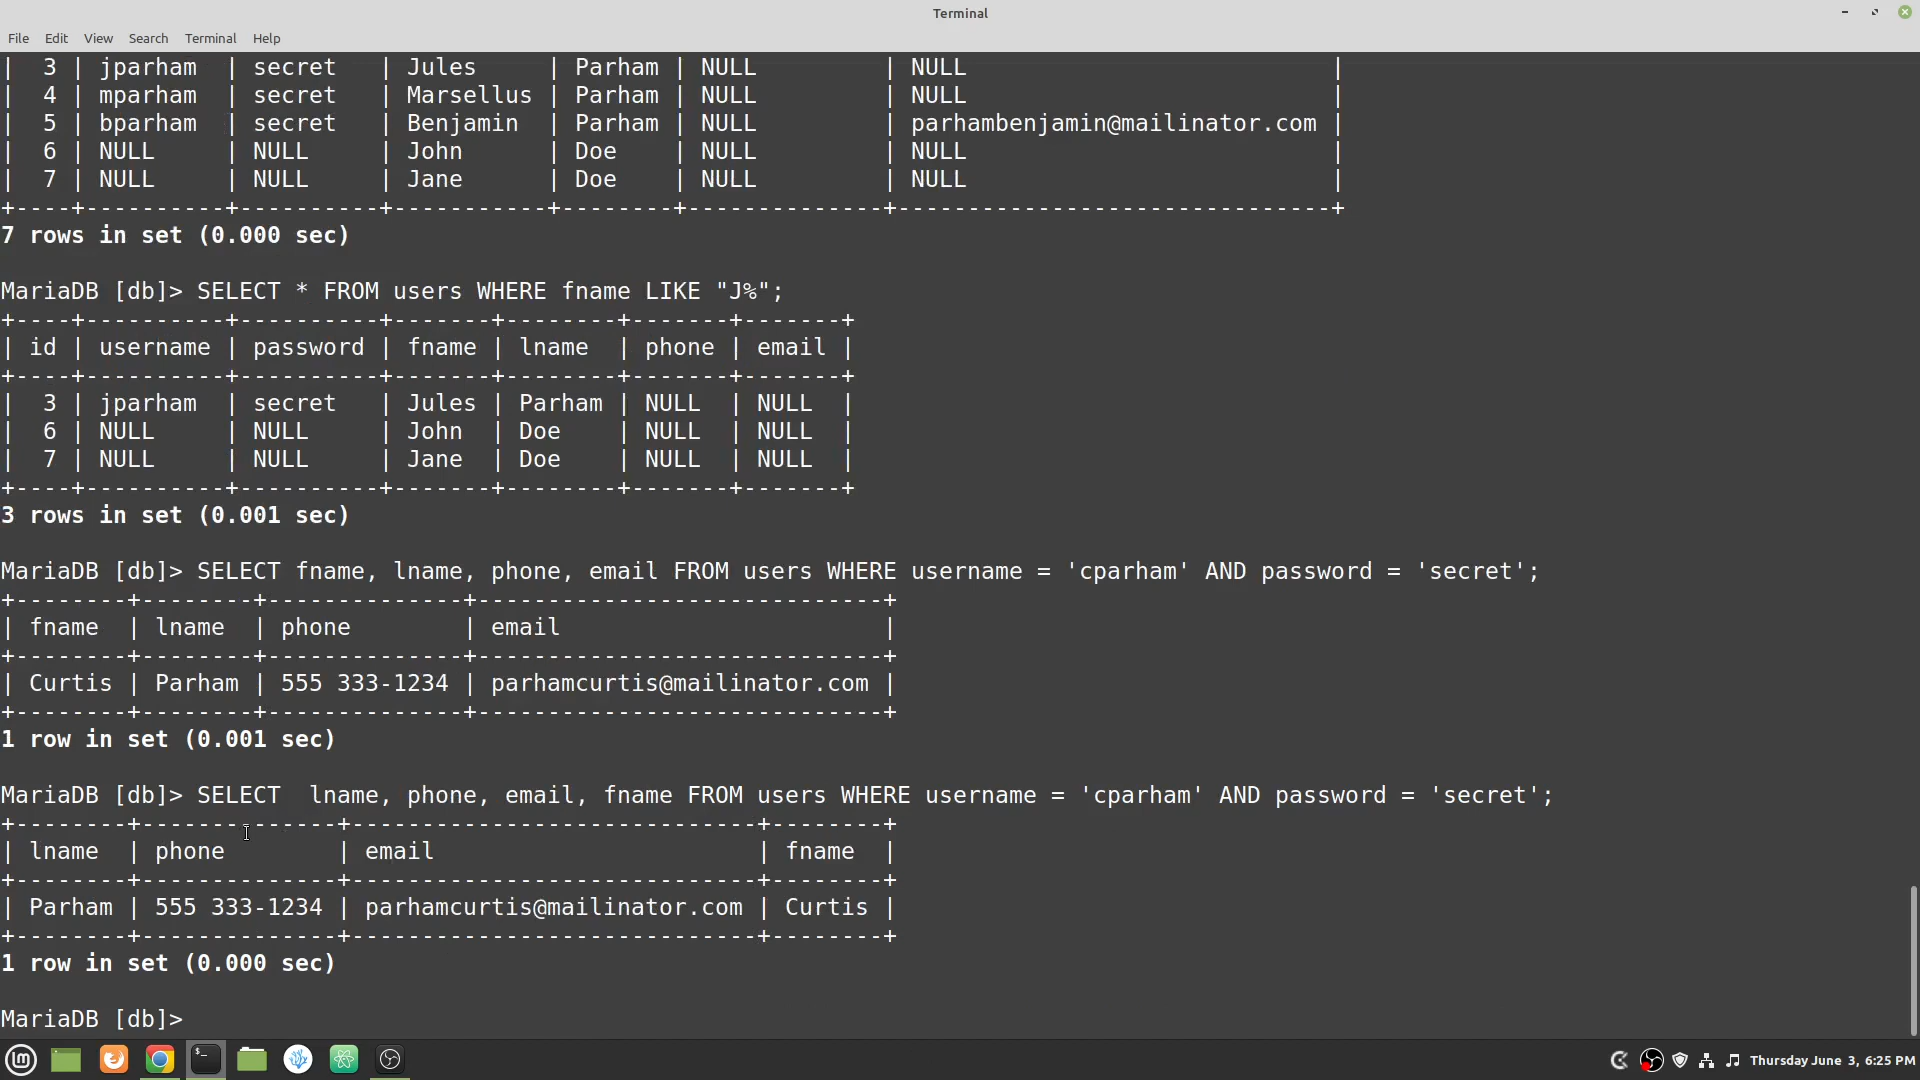 Terminal
File Edit View Search Terminal Help
|  3 | jparham  | secret   | Jules     | Parham | NULL         | NULL                          |
|  4 | mparham  | secret   | Marsellus | Parham | NULL         | NULL                          |
|  5 | bparham  | secret   | Benjamin  | Parham | NULL         | parhambenjamin@mailinator.com |
|  6 | NULL     | NULL     | John      | Doe    | NULL         | NULL                          |
|  7 | NULL     | NULL     | Jane      | Doe    | NULL         | NULL                          |
+----+----------+----------+-----------+--------+--------------+-------------------------------+
7 rows in set (0.000 sec)
MariaDB [db]> SELECT * FROM users WHERE fname LIKE "J%";
+----+----------+----------+-------+--------+-------+-------+
| id | username | password | fname | lname  | phone | email |
+----+----------+----------+-------+--------+-------+-------+
|  3 | jparham  | secret   | Jules | Parham | NULL  | NULL  |
|  6 | NULL     | NULL     | John  | Doe    | NULL  | NULL  |
|  7 | NULL     | NULL     | Jane  | Doe    | NULL  | NULL  |
+----+----------+----------+-------+--------+-------+-------+
3 rows in set (0.001 sec)
MariaDB [db]> SELECT fname, lname, phone, email FROM users WHERE username = 'cparham' AND password = 'secret';
+--------+--------+--------------+-----------------------------+
| fname  | lname  | phone        | email                       |
+--------+--------+--------------+-----------------------------+
| Curtis | Parham | 555 333-1234 | parhamcurtis@mailinator.com |
+--------+--------+--------------+-----------------------------+
1 row in set (0.001 sec)
MariaDB [db]> SELECT  lname, phone, email, fname FROM users WHERE username = 'cparham' AND password = 'secret';
+--------+--------------+-----------------------------+--------+
| lname  | phone        | email                       | fname  |
+--------+--------------+-----------------------------+--------+
| Parham | 555 333-1234 | parhamcurtis@mailinator.com | Curtis |
+--------+--------------+-----------------------------+--------+
1 row in set (0.000 sec)
MariaDB [db]>
Thursday June  3, 6:25 PM